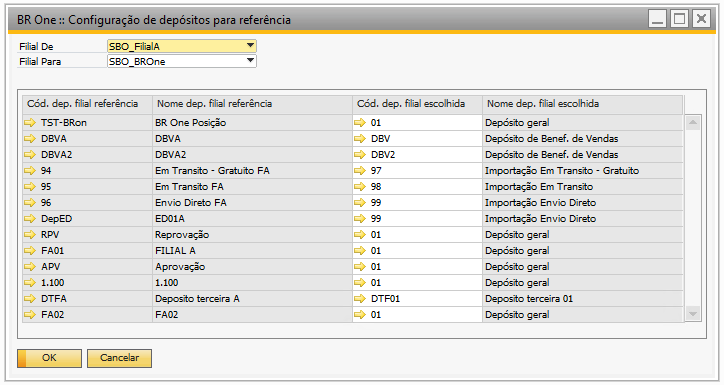 BR One :: Configuração de depósitos para referência
Filial De SBO_FilialA
Filial Para SBO_BROne
Cód. dep. filial referência Nome dep. filial referência Cód. dep. filial escolhida Nome dep. filial escolhida
TST-BRon BR One Posição 01 Depósito geral
DBVA DBVA DBV Depósito de Benef. de Vendas
DBVA2 DBVA2 DBV2 Depósito de Benef. de Vendas
94 Em Transito - Gratuito FA 97 Importação Em Transito - Gratuito
95 Em Transito FA 98 Importação Em Transito
96 Envio Direto FA 99 Importação Envio Direto
DepED ED01A 99 Importação Envio Direto
RPV Reprovação 01 Depósito geral
FA01 FILIAL A 01 Depósito geral
APV Aprovação 01 Depósito geral
1.100 1.100 01 Depósito geral
DTFA Deposito terceira A DTF01 Deposito terceira 01
FA02 FA02 01 Depósito geral
OK Cancelar